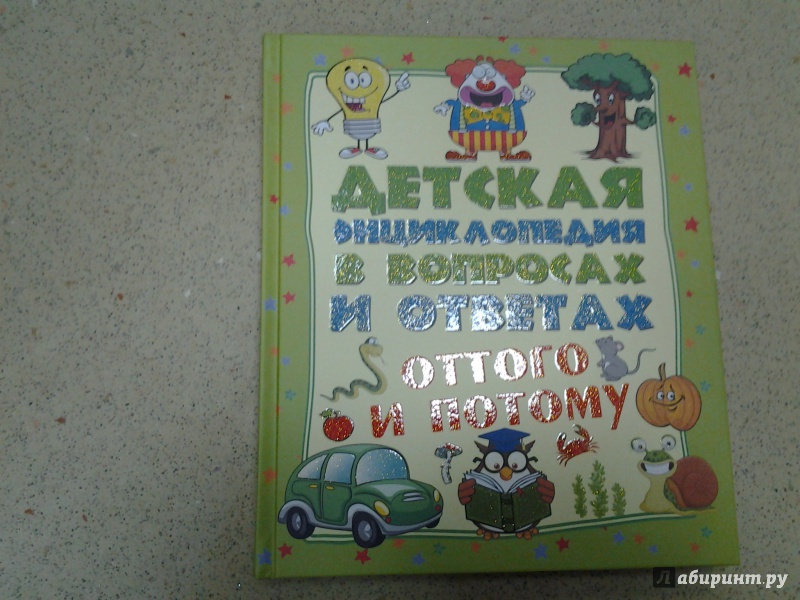 ДЕТСКАЯ
ЭНЦИКЛОПЕДИЯ
В ВОПРОСАХ
И ОТВЕТАХ
ОТТОГО
И ПОТОМУ
Лабиринт.ру